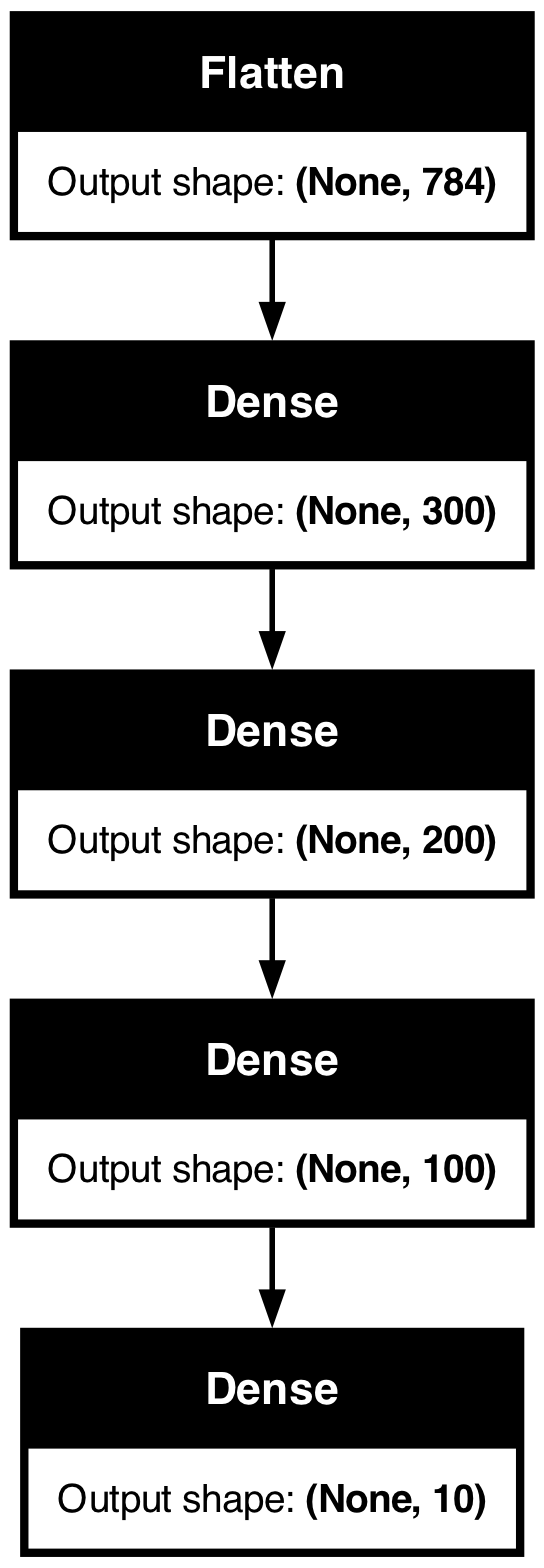 Flatten
Output shape: (None, 784)
Dense
Output shape: (None, 300)
Dense
Output shape: (None, 200)
Dense
Output shape: (None, 100)
Dense
Output shape: (None, 10)